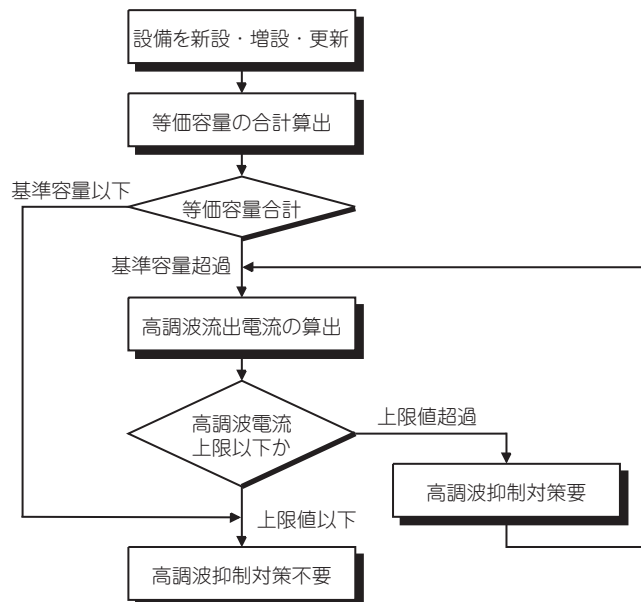 設備を新設・増設・更新
等価容量の合計算出
基準容量以下
等価容量合計
基準容量超過
高調波流出電流の算出
高調波電流
上限以下か
上限値超過
高調波抑制対策要
上限値以下
高調波抑制対策不要